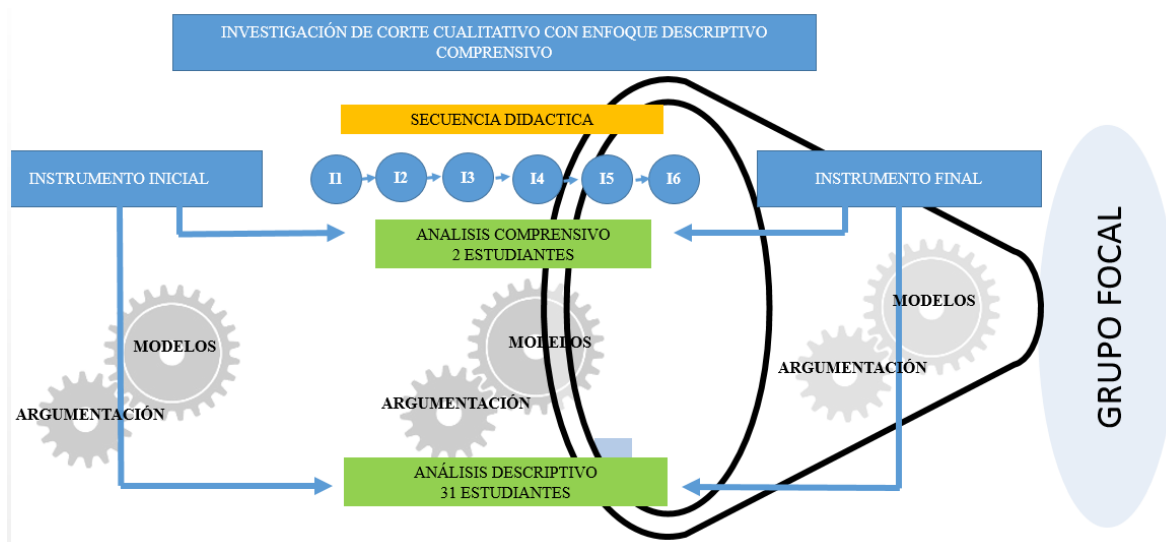 INVESTIGACIÓN DE CORTE CUALITATIVO CON ENFOQUE DESCRIPTIVO
COMPRENSIVO
SECUENCIA DIDACTICA
INSTRUMENTO INICIAL
I1
I2
I3
I4
I5
I6
INSTRUMENTO FINAL
ANALISIS COMPRENSIVO
2 ESTUDIANTES
MODELOS
ARGUMENTACIÓN
MODELOS
ARGUMENTACIÓN
MODELOS
ARGUMENTACIÓN
ANÁLISIS DESCRIPTIVO
31 ESTUDIANTES
GRUPO FOCAL